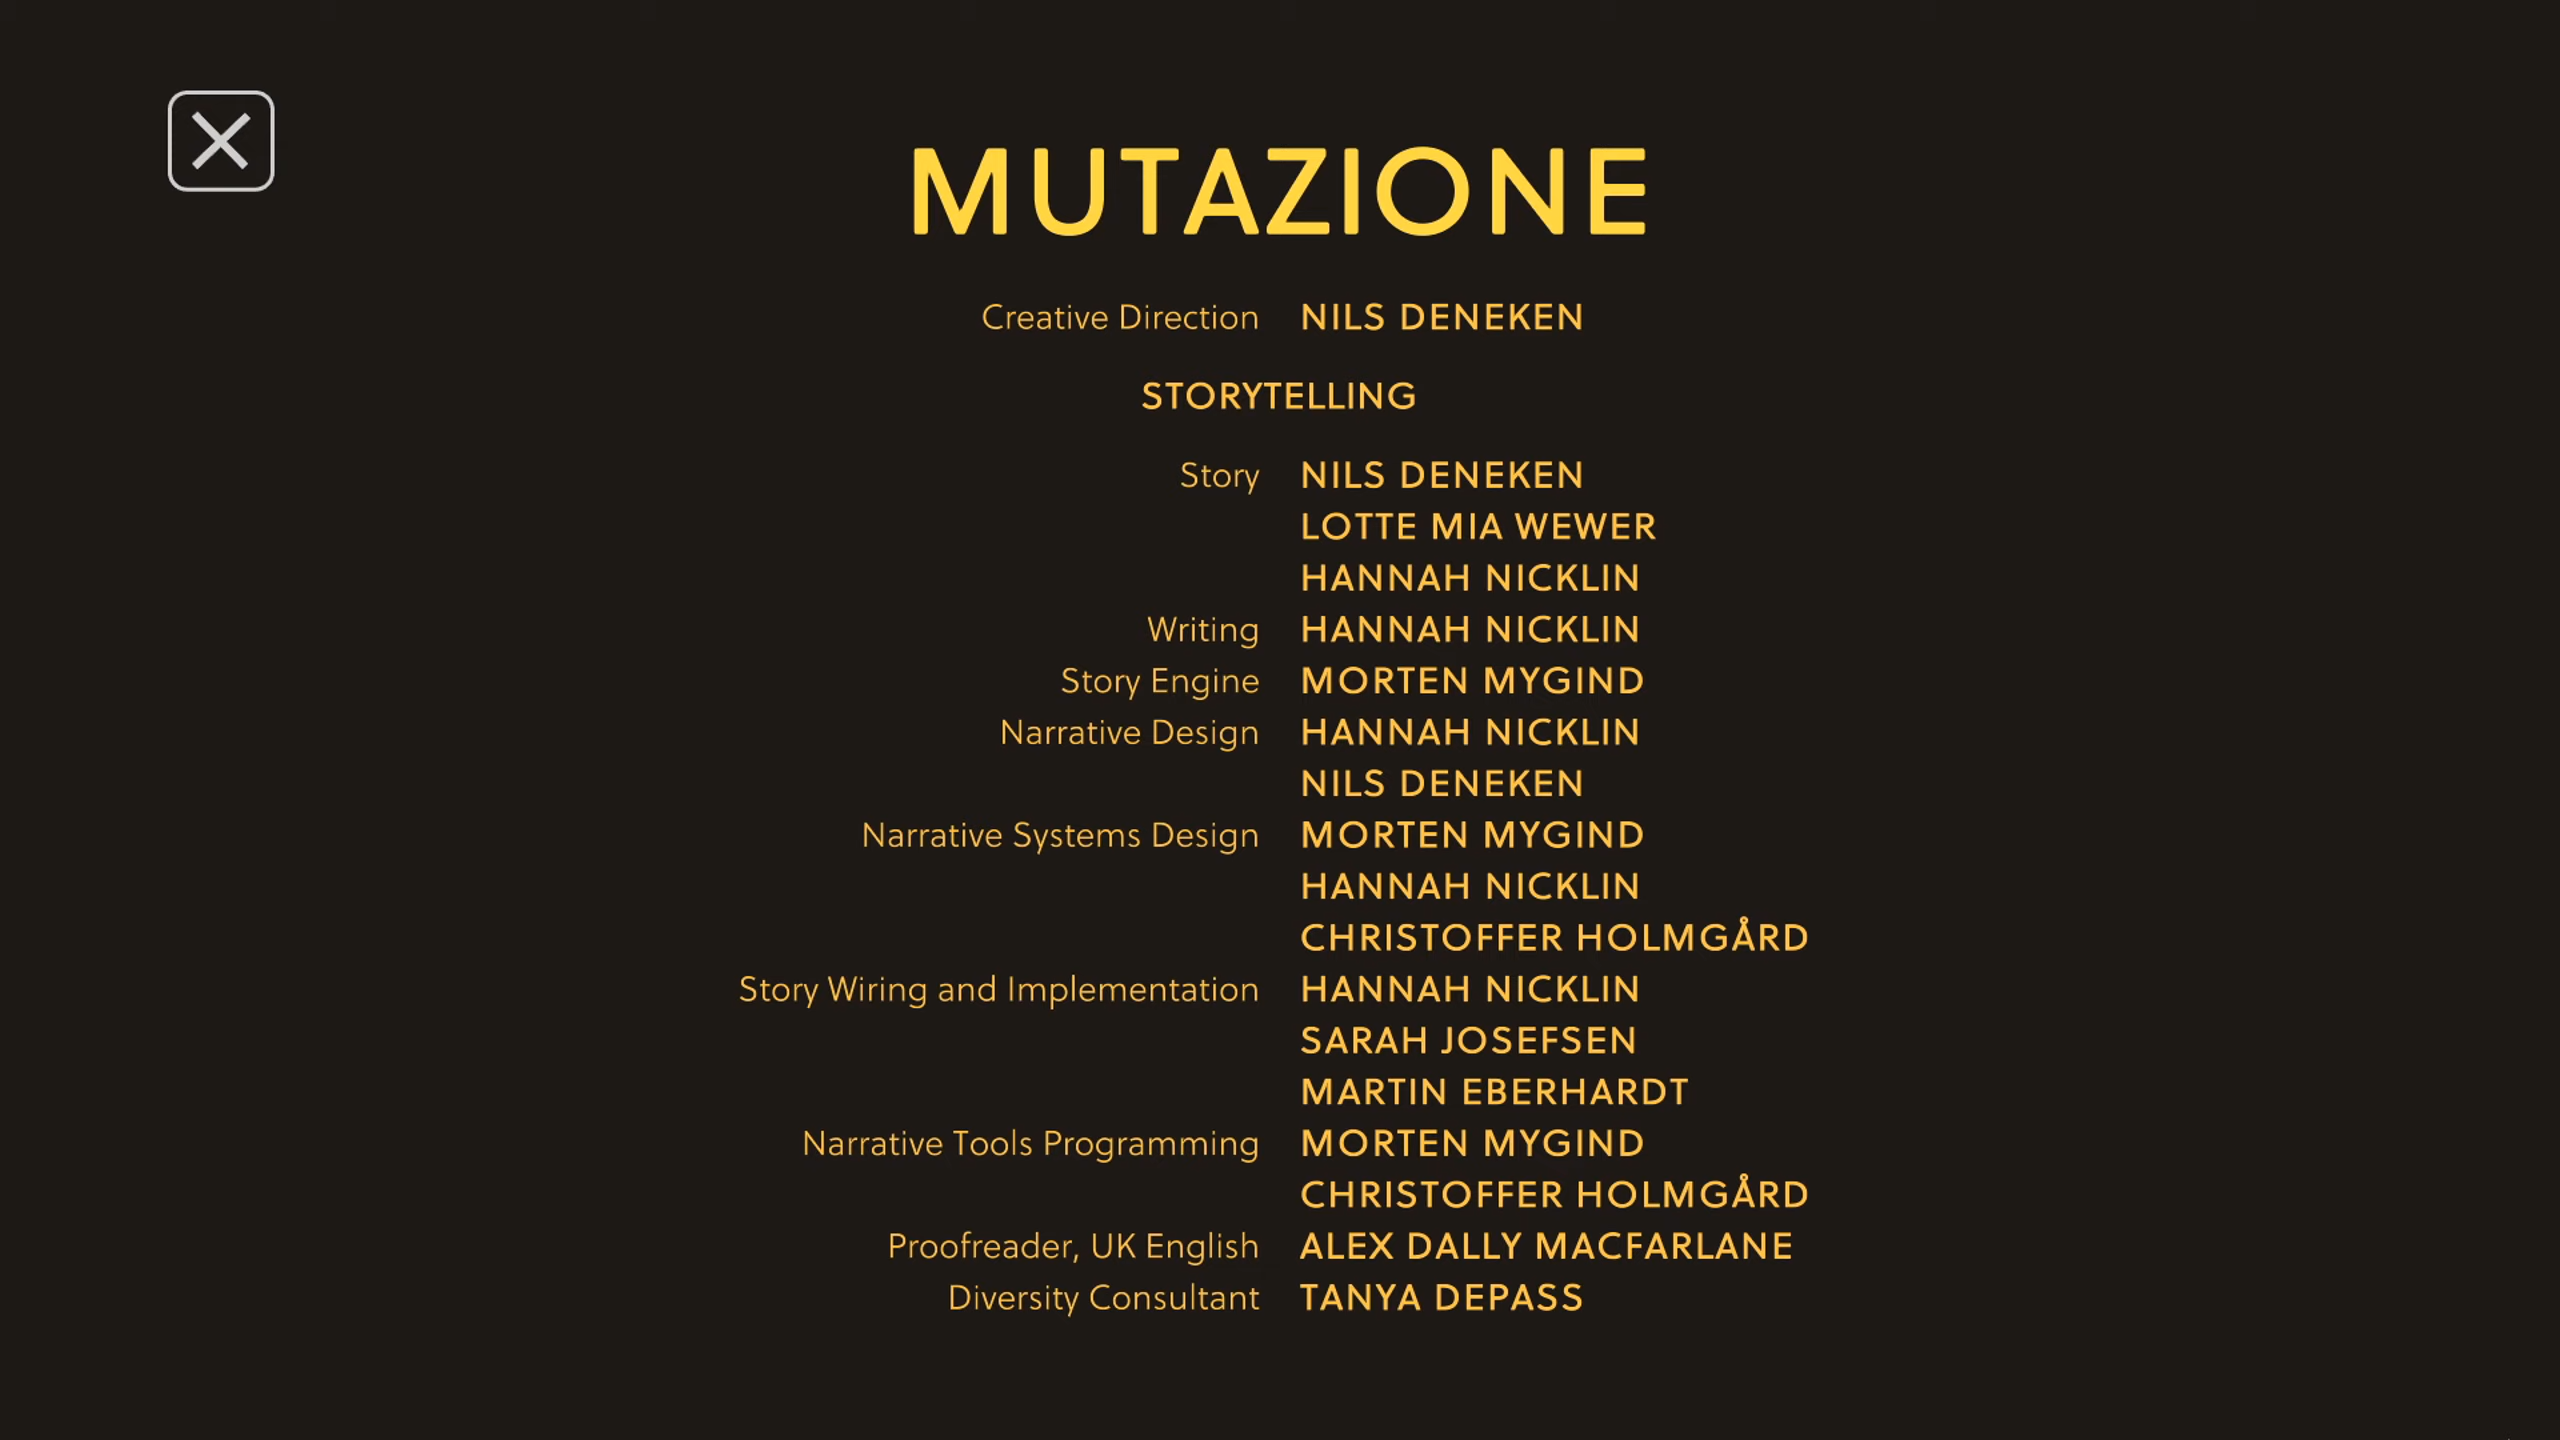 MUTAZIONE
Creative Direction NILS DENEKEN
STORYTELLING
Story NILS DENEKEN
LOTTE MIA WEWER
HANNAH NICKLIN
Writing HANNAH NICKLIN
Story Engine MORTEN MYGIND
Narrative Design HANNAH NICKLIN
NILS DENEKEN
Narrative Systems Design MORTEN MYGIND
HANNAH NICKLIN
CHRISTOFFER HOLMGÅRD
Story Wiring and Implementation HANNAH NICKLIN
SARAH JOSEFSEN
MARTIN EBERHARDT
Narrative Tools Programming MORTEN MYGIND
CHRISTOFFER HOLMGÅRD
Proofreader, UK English ALEX DALLY MACFARLANE
Diversity Consultant TANYA DEPASS